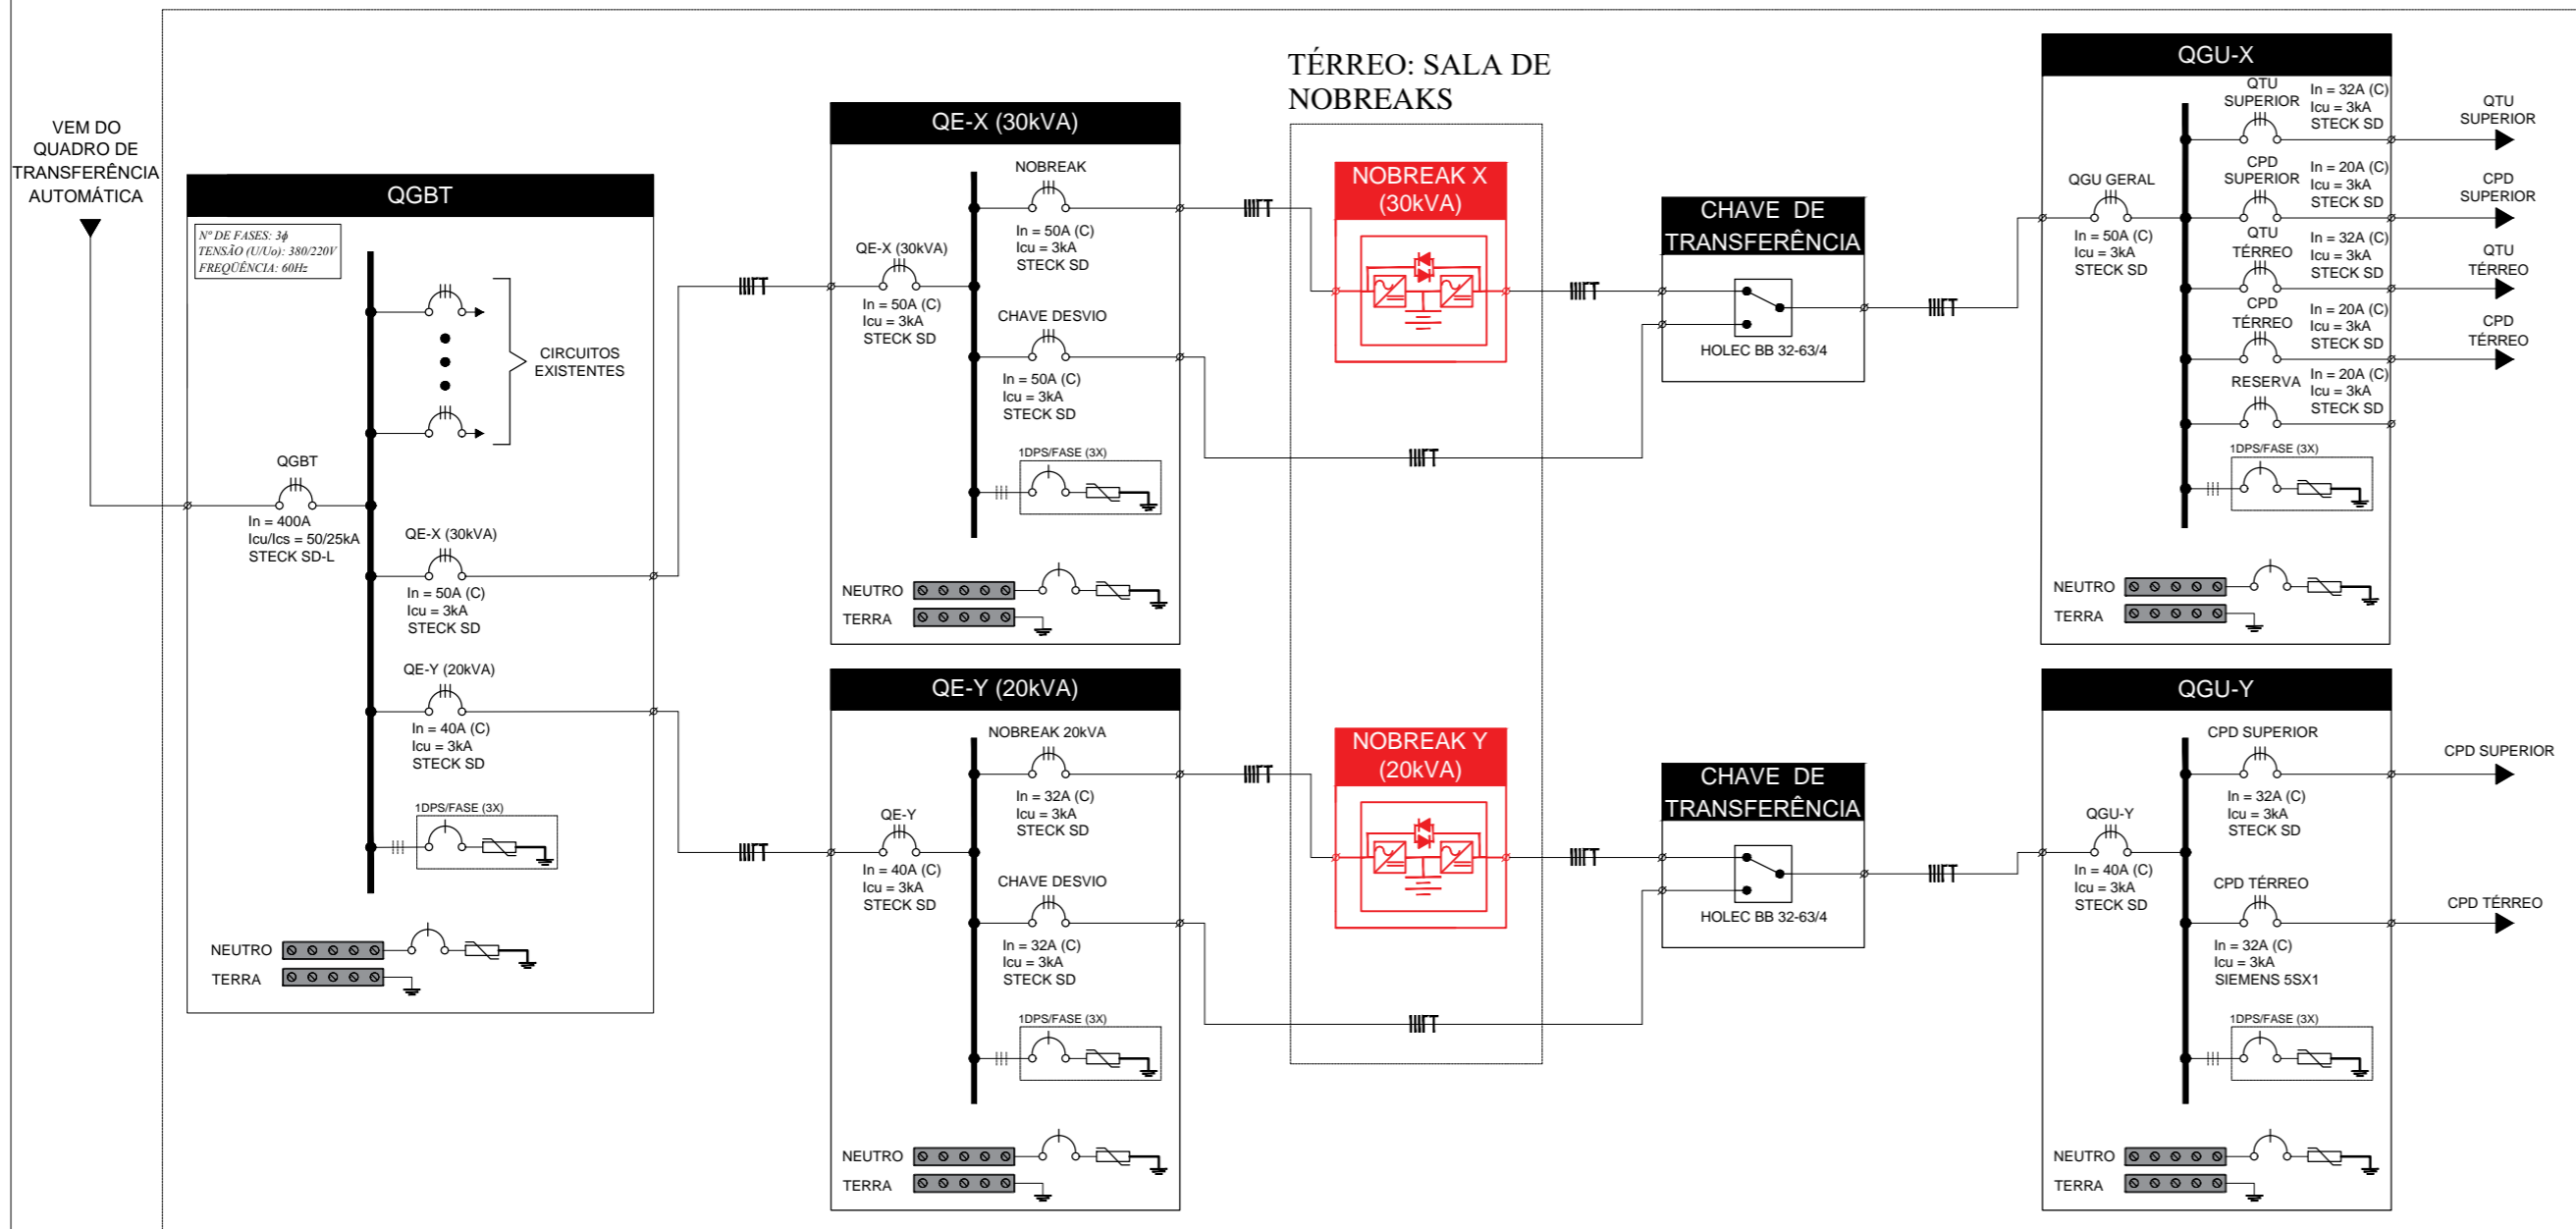 VEM DO
QUADRO DE
TRANSFERÊNCIA
AUTOMÁTICA
QGBT
Nº DE FASES: 3ϕ
TENSÃO (U/Uo): 380/220V
FREQÜÊNCIA: 60Hz
CIRCUITOS
EXISTENTES
QGBT
In = 400A
Icu/Ics = 50/25kA
STECK SD-L
QE-X (30kVA)
In = 50A (C)
Icu = 3kA
STECK SD
QE-Y (20kVA)
In = 40A (C)
Icu = 3kA
STECK SD
1DPS/FASE (3X)
NEUTRO
TERRA
QE-X (30kVA)
NOBREAK
In = 50A (C)
Icu = 3kA
STECK SD
QE-X (30kVA)
In = 50A (C)
Icu = 3kA
STECK SD
CHAVE DESVIO
In = 50A (C)
Icu = 3kA
STECK SD
1DPS/FASE (3X)
NEUTRO
TERRA
QE-Y (20kVA)
NOBREAK 20kVA
In = 32A (C)
Icu = 3kA
STECK SD
QE-Y
In = 40A (C)
Icu = 3kA
STECK SD
CHAVE DESVIO
In = 32A (C)
Icu = 3kA
STECK SD
1DPS/FASE (3X)
NEUTRO
TERRA
TÉRREO: SALA DE
NOBREAKS
NOBREAK X
(30kVA)
NOBREAK Y
(20kVA)
CHAVE DE
TRANSFERÊNCIA
HOLEC BB 32-63/4
CHAVE DE
TRANSFERÊNCIA
HOLEC BB 32-63/4
QGU-X
QGU GERAL
In = 50A (C)
Icu = 3kA
STECK SD
QTU
SUPERIOR
In = 32A (C)
Icu = 3kA
STECK SD
QTU
SUPERIOR
CPD
SUPERIOR
In = 20A (C)
Icu = 3kA
STECK SD
CPD
SUPERIOR
QTU
TÉRREO
In = 32A (C)
Icu = 3kA
STECK SD
QTU
TÉRREO
CPD
TÉRREO
In = 20A (C)
Icu = 3kA
STECK SD
CPD
TÉRREO
RESERVA
In = 20A (C)
Icu = 3kA
STECK SD
1DPS/FASE (3X)
NEUTRO
TERRA
QGU-Y
CPD SUPERIOR
In = 32A (C)
Icu = 3kA
STECK SD
CPD SUPERIOR
QGU-Y
In = 40A (C)
Icu = 3kA
STECK SD
CPD TÉRREO
In = 32A (C)
Icu = 3kA
SIEMENS 5SX1
CPD TÉRREO
1DPS/FASE (3X)
NEUTRO
TERRA